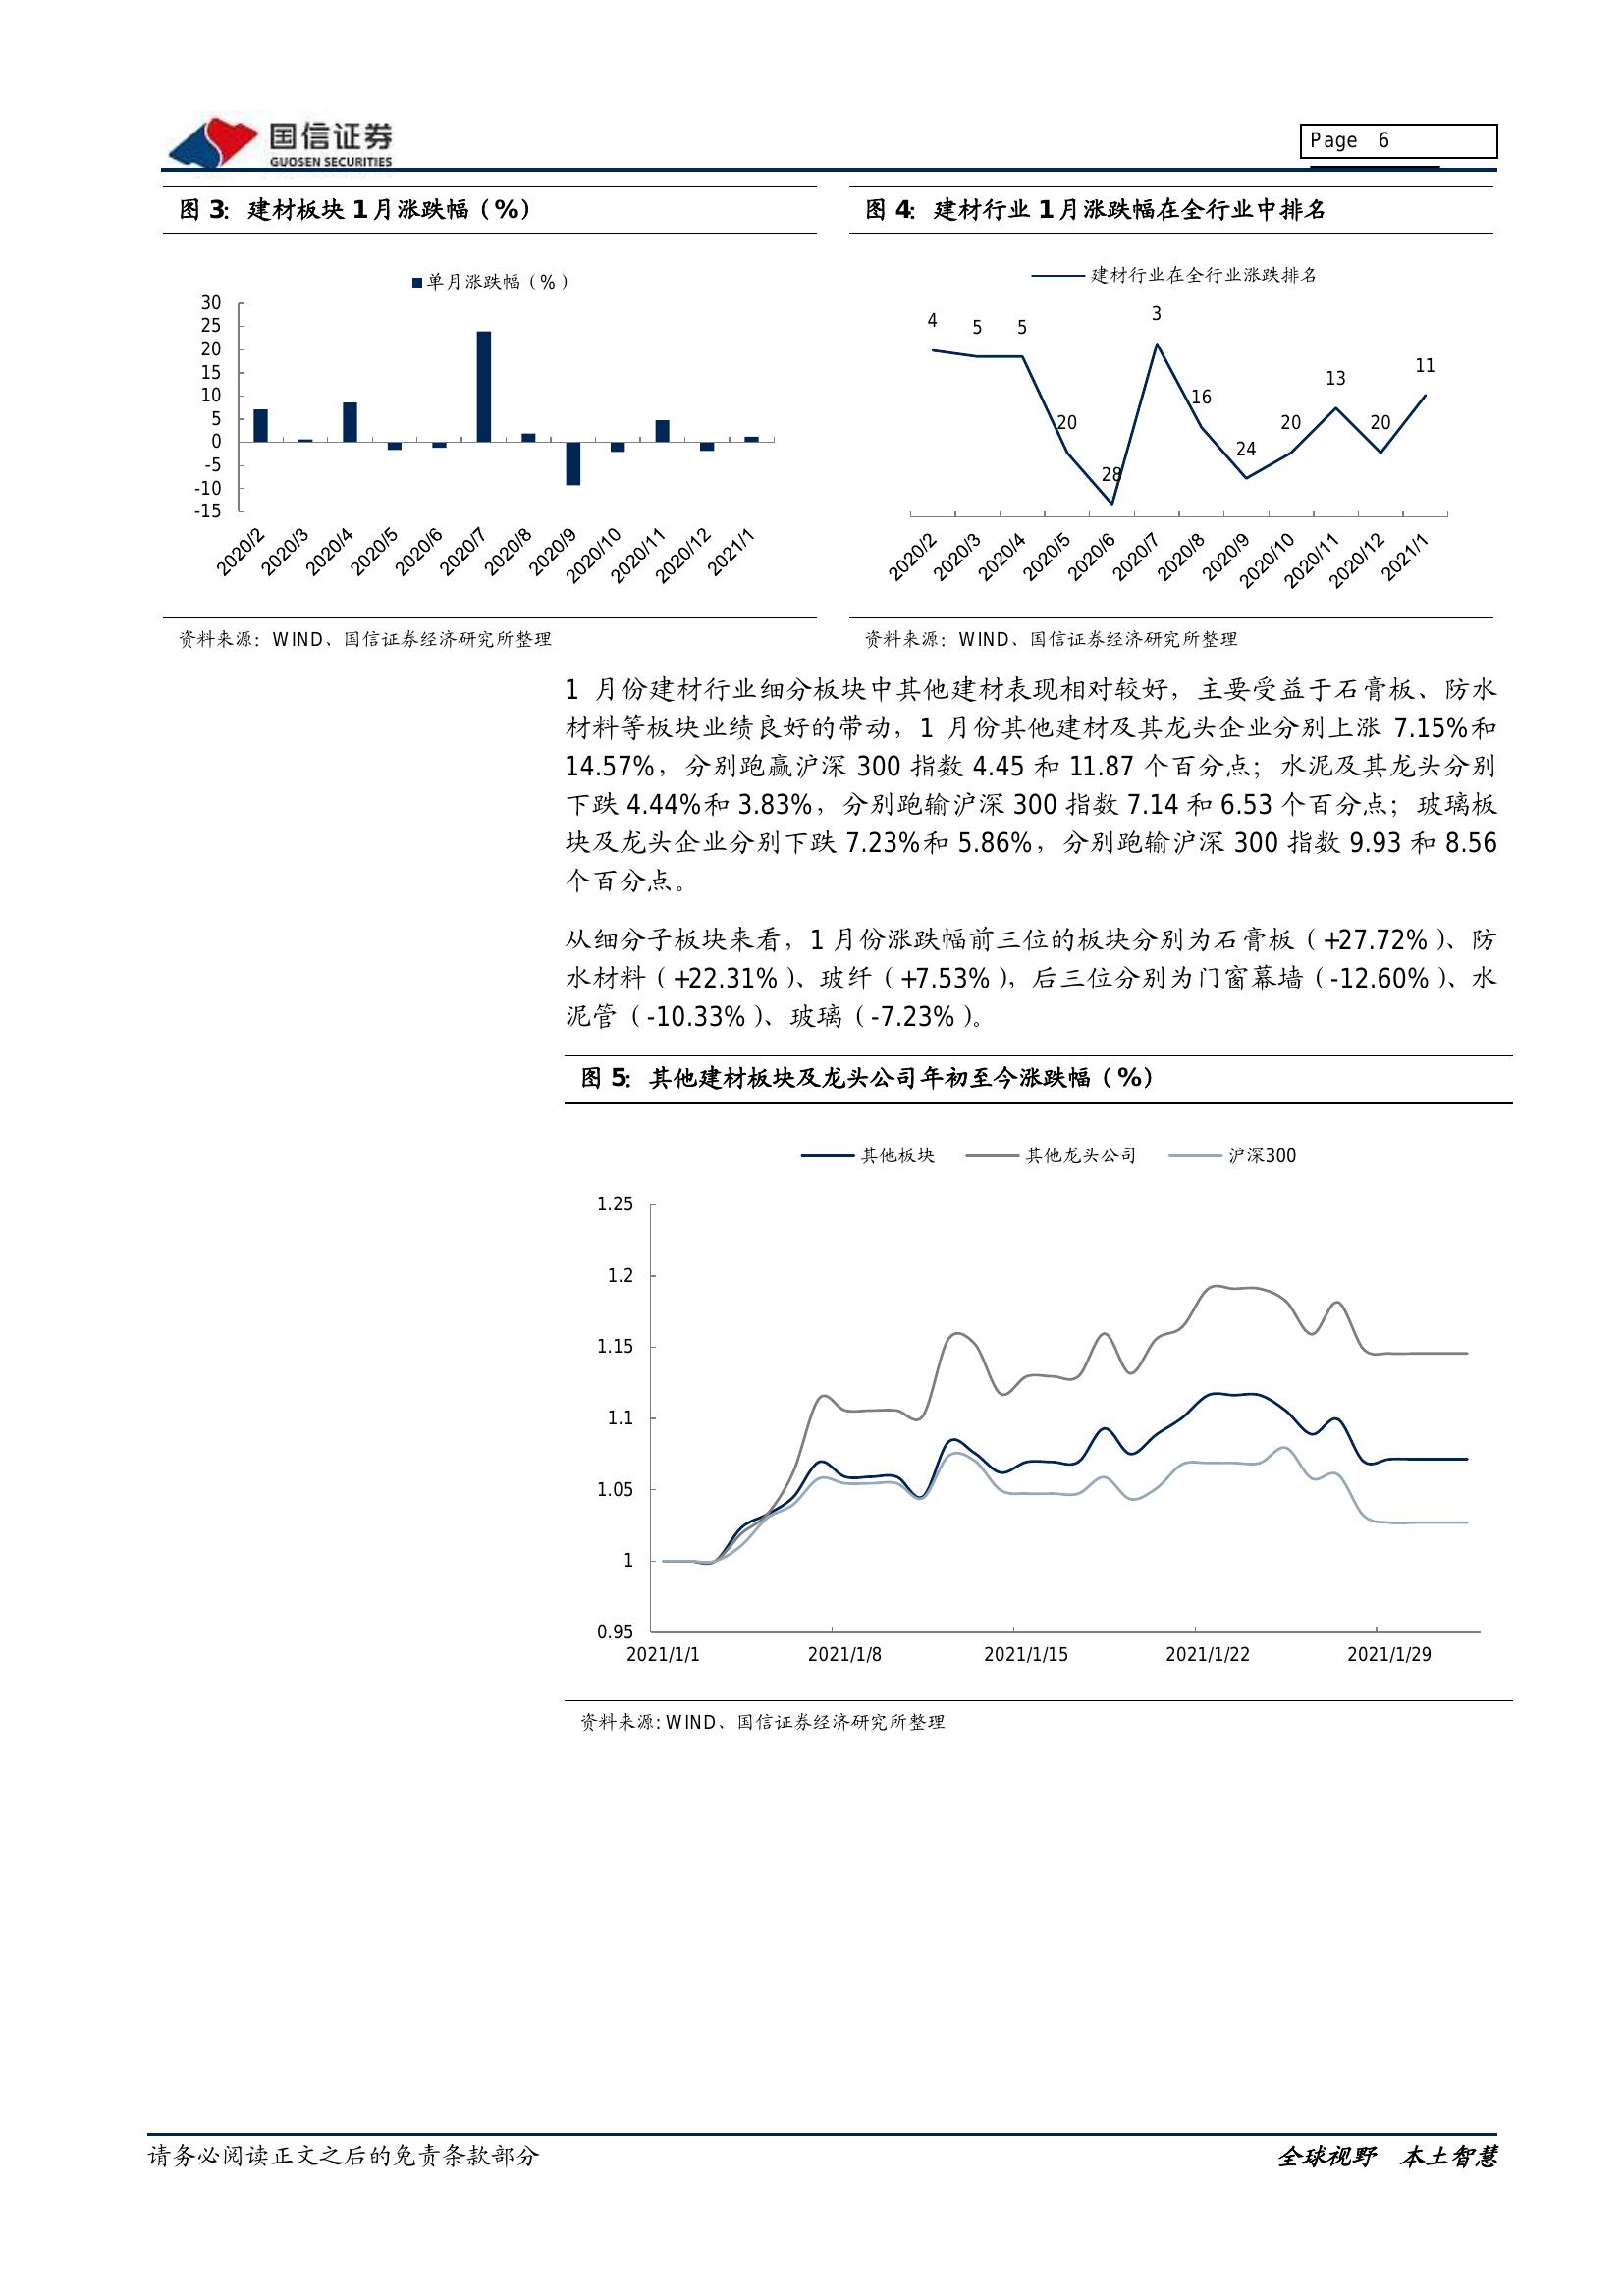 国信证券
GUOSEN SECURITIES
Page 6
图 3：建材板块 1 月涨跌幅（%）
单月涨跌幅（%）
30
25
20
15
10
5
0
-5
-10
-15
2020/2 2020/3 2020/4 2020/5 2020/6 2020/7 2020/8 2020/9 2020/10 2020/11 2020/12 2021/1
资料来源：WIND、国信证券经济研究所整理
图 4：建材行业 1 月涨跌幅在全行业中排名
建材行业在全行业涨跌排名
4 5 5 20 28 3 16 24 20 13 20 11
2020/2 2020/3 2020/4 2020/5 2020/6 2020/7 2020/8 2020/9 2020/10 2020/11 2020/12 2021/1
资料来源：WIND、国信证券经济研究所整理
1 月份建材行业细分板块中其他建材表现相对较好，主要受益于石膏板、防水
材料等板块业绩良好的带动，1 月份其他建材及其龙头企业分别上涨 7.15%和
14.57%，分别跑赢沪深 300 指数 4.45 和 11.87 个百分点；水泥及其龙头分别
下跌 4.44%和 3.83%，分别跑输沪深 300 指数 7.14 和 6.53 个百分点；玻璃板
块及龙头企业分别下跌 7.23%和 5.86%，分别跑输沪深 300 指数 9.93 和 8.56
个百分点。
从细分子板块来看，1 月份涨跌幅前三位的板块分别为石膏板（+27.72%）、防
水材料（+22.31%）、玻纤（+7.53%），后三位分别为门窗幕墙（-12.60%）、水
泥管（-10.33%）、玻璃（-7.23%）。
图 5：其他建材板块及龙头公司年初至今涨跌幅（%）
其他板块 其他龙头公司 沪深300
1.25
1.2
1.15
1.1
1.05
1
0.95
2021/1/1 2021/1/8 2021/1/15 2021/1/22 2021/1/29
资料来源：WIND、国信证券经济研究所整理
请务必阅读正文之后的免责条款部分
全球视野 本土智慧